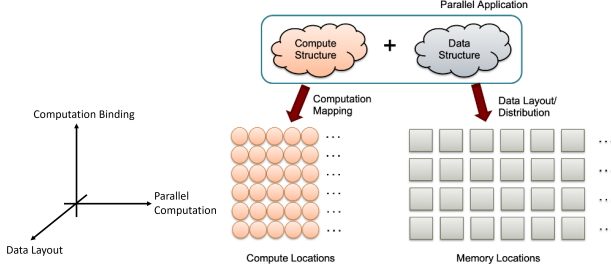 Parallel Application
Compute
Structure
+
Data
Structure
Computation
Mapping
Data Layout/
Distribution
Computation Binding
Parallel
Computation
Data Layout
Compute Locations
Memory Locations